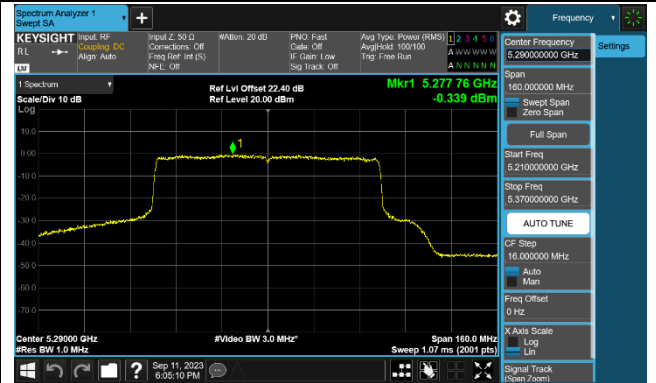 Spectrum Analyzer 1
Swept SA
Frequency
KEYSIGHT
RL
LXI
Input: RF
Coupling: DC
Align: Auto
Input Z: 50 Ω
Corrections: Off
Freq Ref: Int (S)
NFE: Off
#Atten: 20 dB
PNO: Fast
Gate: Off
IF Gain: Low
Sig Track: Off
Avg Type: Power (RMS)
Avg|Hold: 100/100
Trig: Free Run
1 2 3 4 5 6
A W W W W W
A N N N N N
1 Spectrum
Scale/Div 10 dB
Log
Ref Lvl Offset 22.40 dB
Ref Level 20.00 dBm
Mkr1 5.277 76 GHz
-0.339 dBm
1
10.0
0.00
-10.0
-20.0
-30.0
-40.0
-50.0
-60.0
-70.0
Center 5.29000 GHz
#Res BW 1.0 MHz
#Video BW 3.0 MHz*
Span 160.0 MHz
Sweep 1.07 ms (2001 pts)
Sep 11, 2023
6:05:10 PM
Settings
Center Frequency
5.290000000 GHz
Span
160.000000 MHz
Swept Span
Zero Span
Full Span
Start Freq
5.210000000 GHz
Stop Freq
5.370000000 GHz
AUTO TUNE
CF Step
16.000000 MHz
Auto
Man
Freq Offset
0 Hz
X Axis Scale
Log
Lin
Signal Track
(Span Zoom)